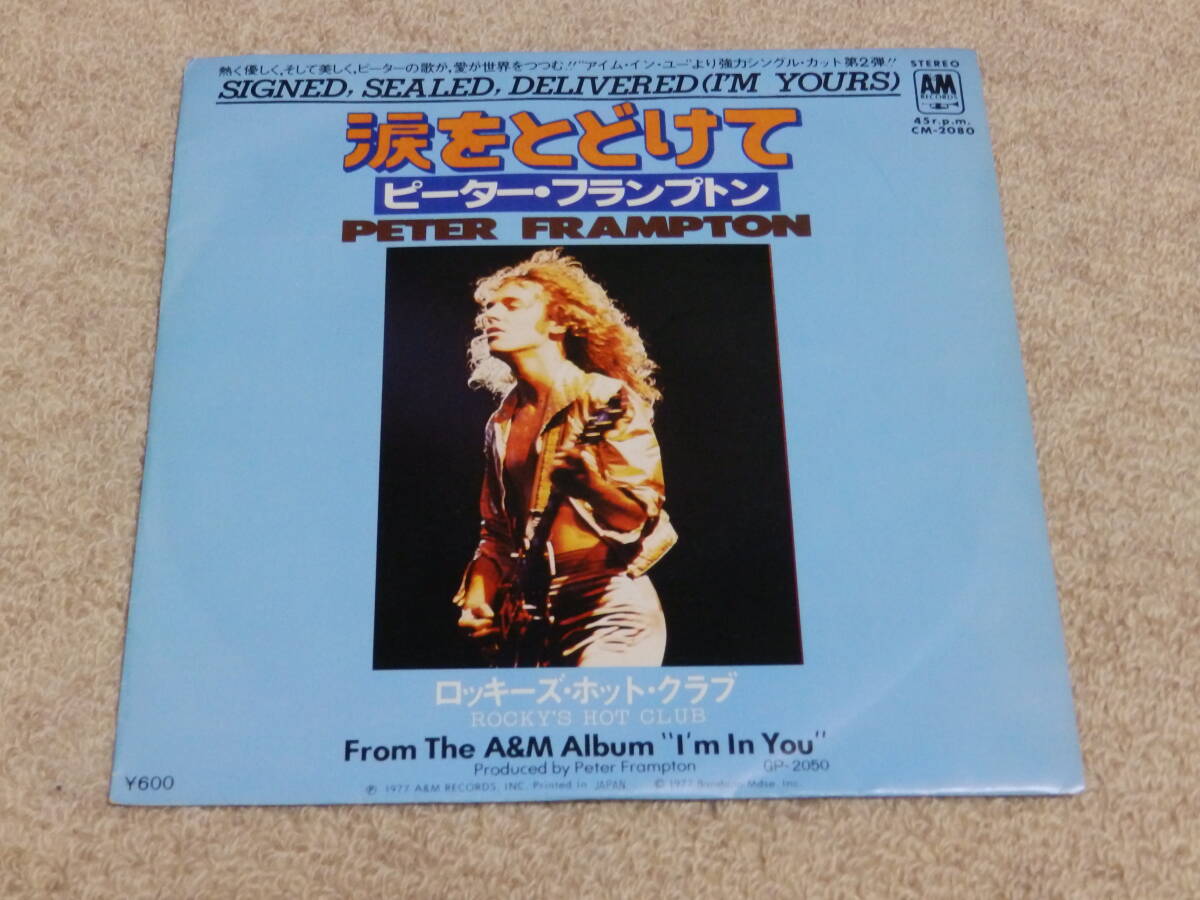 熱く優しく、そして美しく、ピーターの歌が、愛が世界をつつむ!!"アイム・イン・ユー"より強力シングル・カット第2弾!!
SIGNED, SEALED, DELIVERED (I'M YOURS)
STEREO
AM
RECORDS
45 r.p.m.
CM-2080
涙をとどけて
ピーター・フランプトン
PETER FRAMPTON
ロッキーズ・ホット・クラブ
ROCKY'S HOT CLUB
From The A&M Album "I'm In You"
Produced by Peter Frampton GP-2050
¥600
Ⓟ 1977 A&M RECORDS, INC. Printed in JAPAN © 1977 Mdse, Inc.